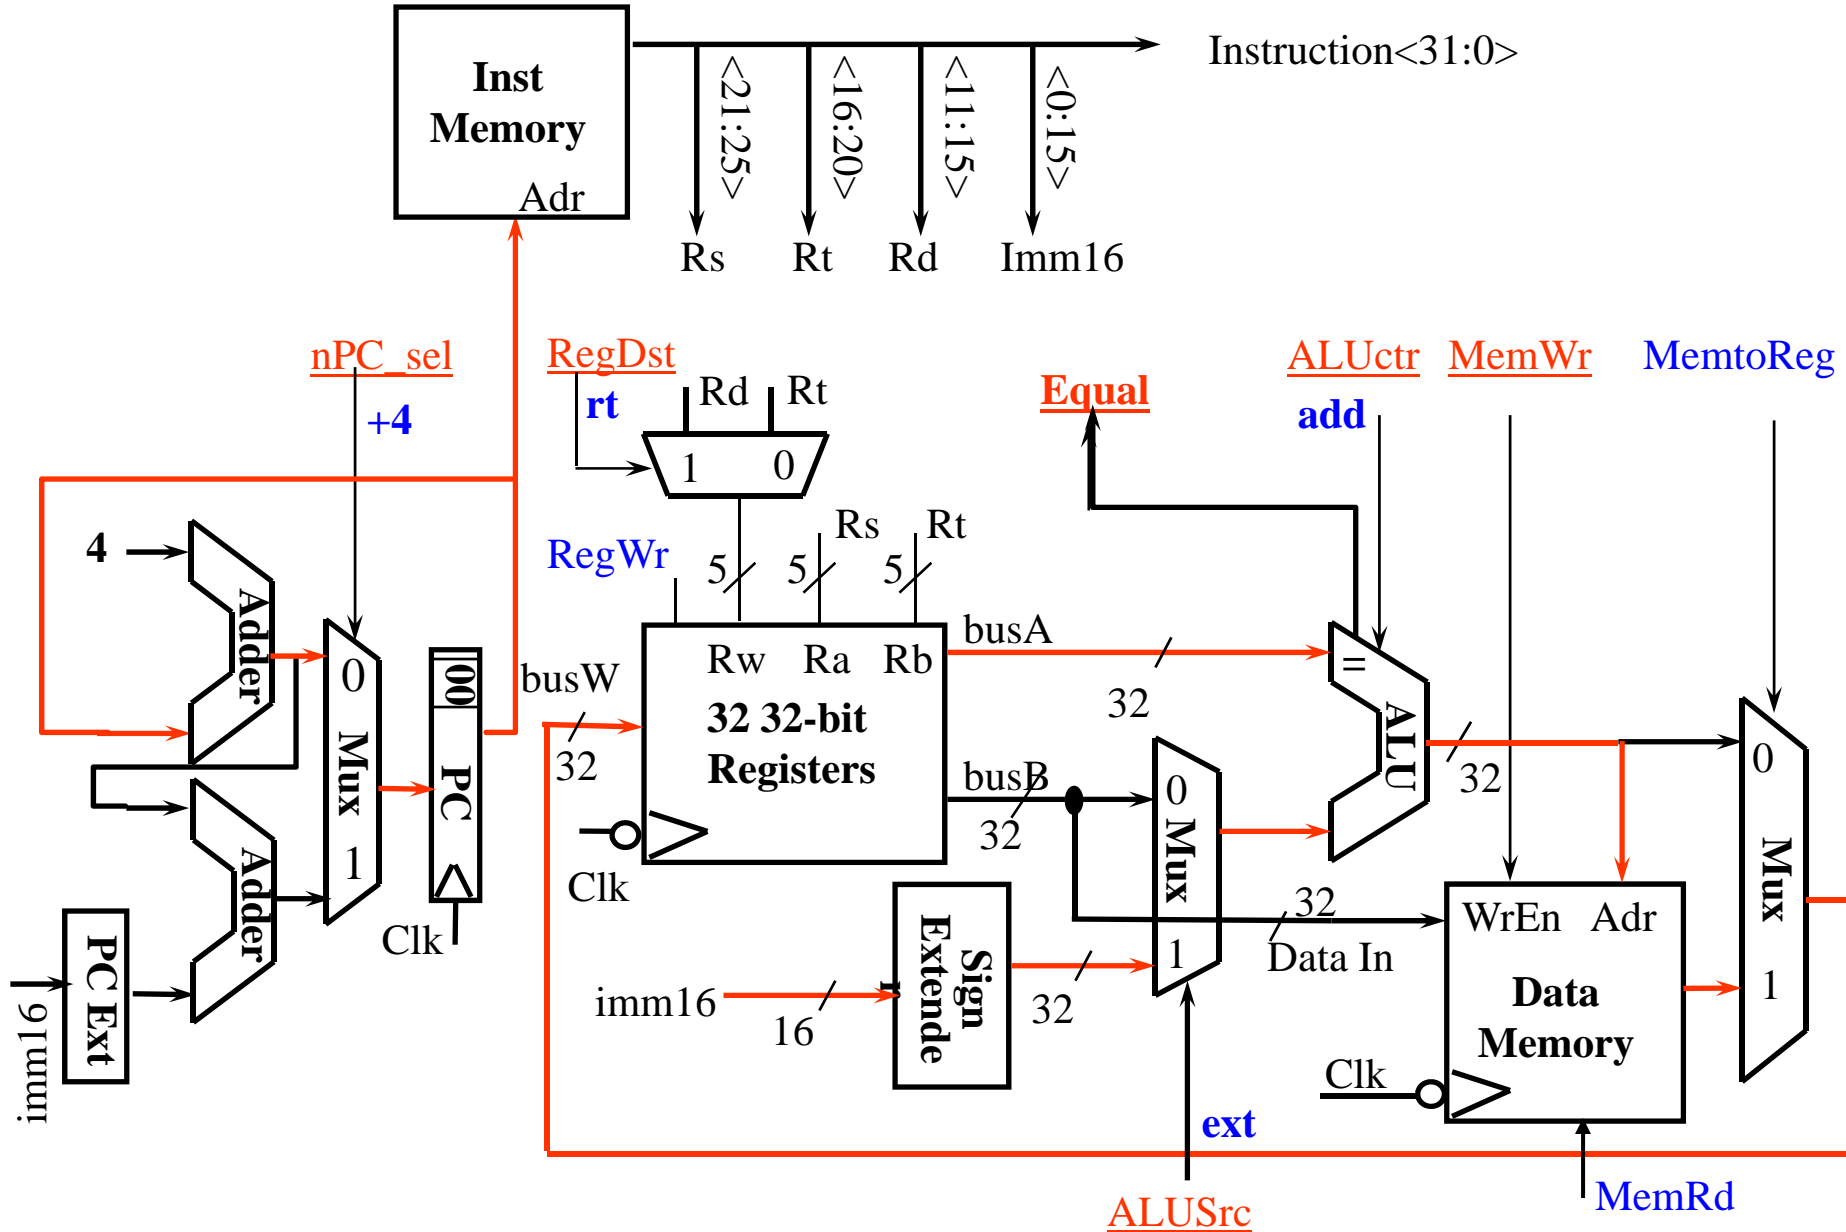 Inst
Memory
Adr
Instruction<31:0>
<21:25>
<16:20>
<11:15>
<0:15>
Rs
Rt
Rd
Imm16
nPC_sel
+4
RegDst
rt
Rd
Rt
1
0
Equal
ALUctr
add
MemWr
MemtoReg
4
Adder
RegWr
5
5
5
Rs
Rt
busW
32
Rw
Ra
Rb
32 32-bit
Registers
Clk
busA
32
busB
32
=
ALU
32
0
Mux
1
00
PC
Clk
Adder
PC Ext
imm16
imm16
16
Sign
Extende
r
32
0
Mux
1
ext
ALUSrc
32
Data In
WrEn
Adr
Data
Memory
Clk
MemRd
0
Mux
1